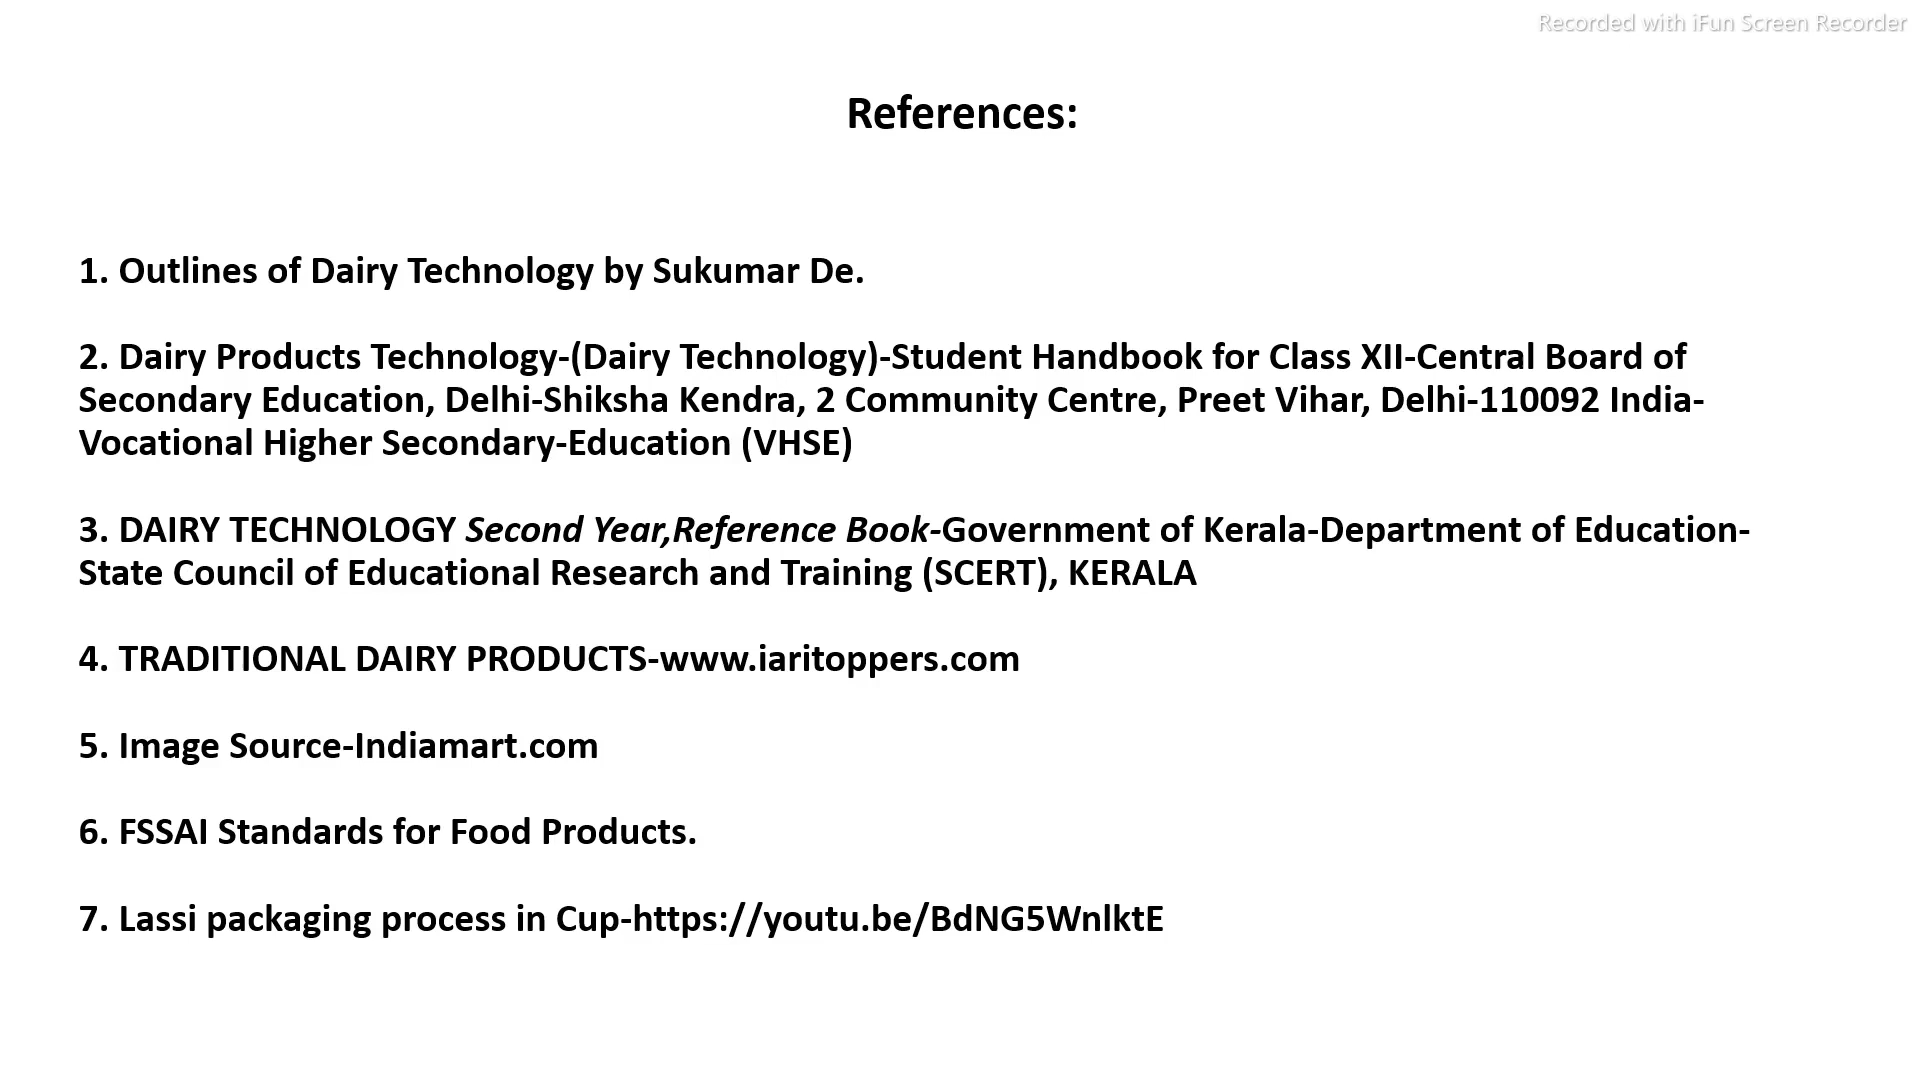 Recorded with iFun Screen Recorder
References:
1. Outlines of Dairy Technology by Sukumar De.
2. Dairy Products Technology-(Dairy Technology)-Student Handbook for Class XII-Central Board of
Secondary Education, Delhi-Shiksha Kendra, 2 Community Centre, Preet Vihar, Delhi-110092 India-
Vocational Higher Secondary-Education (VHSE)
3. DAIRY TECHNOLOGY Second Year,Reference Book-Government of Kerala-Department of Education-
State Council of Educational Research and Training (SCERT), KERALA
4. TRADITIONAL DAIRY PRODUCTS-www.iaritoppers.com
5. Image Source-Indiamart.com
6. FSSAI Standards for Food Products.
7. Lassi packaging process in Cup-https://youtu.be/BdNG5WnlktE